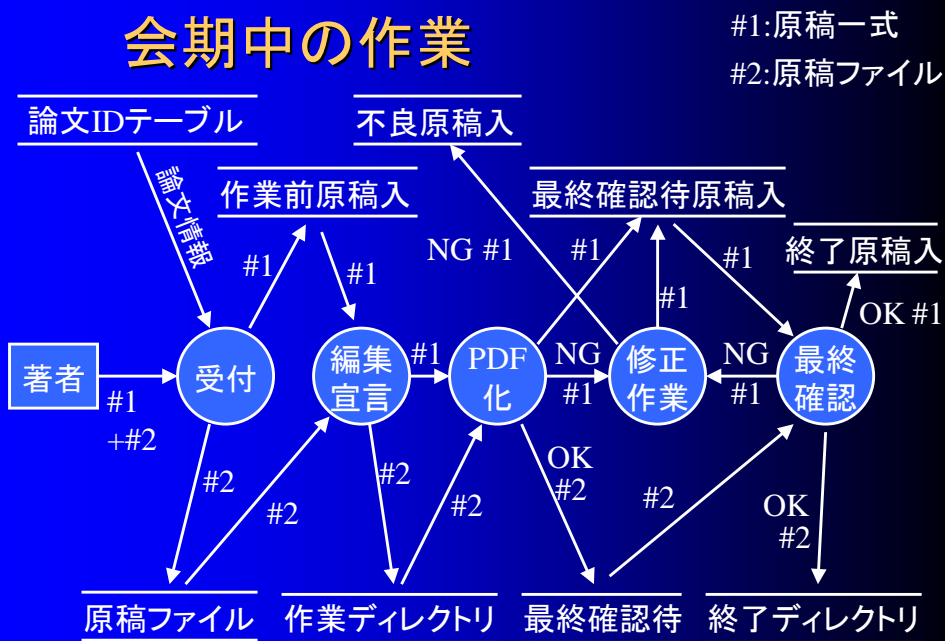 会期中の作業
#1:原稿一式
#2:原稿ファイル
論文IDテーブル
不良原稿入
作業前原稿入
最終確認待原稿入
終了原稿入
論文情報
#1
#1
NG #1
#1
#1
#1
OK #1
著者
#1
+#2
受付
編集
宣言
#1
PDF
化
NG
#1
修正
作業
NG
#1
最終
確認
#2
#2
#2
#2
OK
#2
#2
OK
#2
原稿ファイル
作業ディレクトリ
最終確認待
終了ディレクトリ